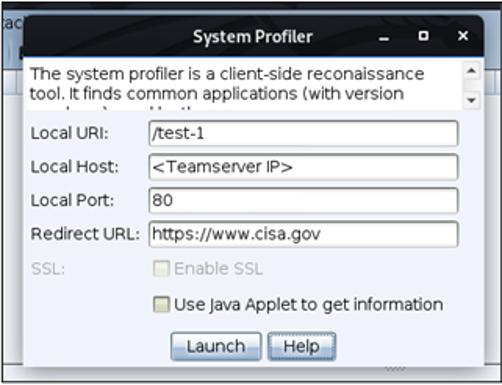 System Profiler
The system profiler is a client-side reconaissance
tool. It finds common applications (with version
Local URI: /test-1
Local Host: <Teamserver IP>
Local Port: 80
Redirect URL: https://www.cisa.gov
SSL: Enable SSL
Use Java Applet to get information
Launch Help